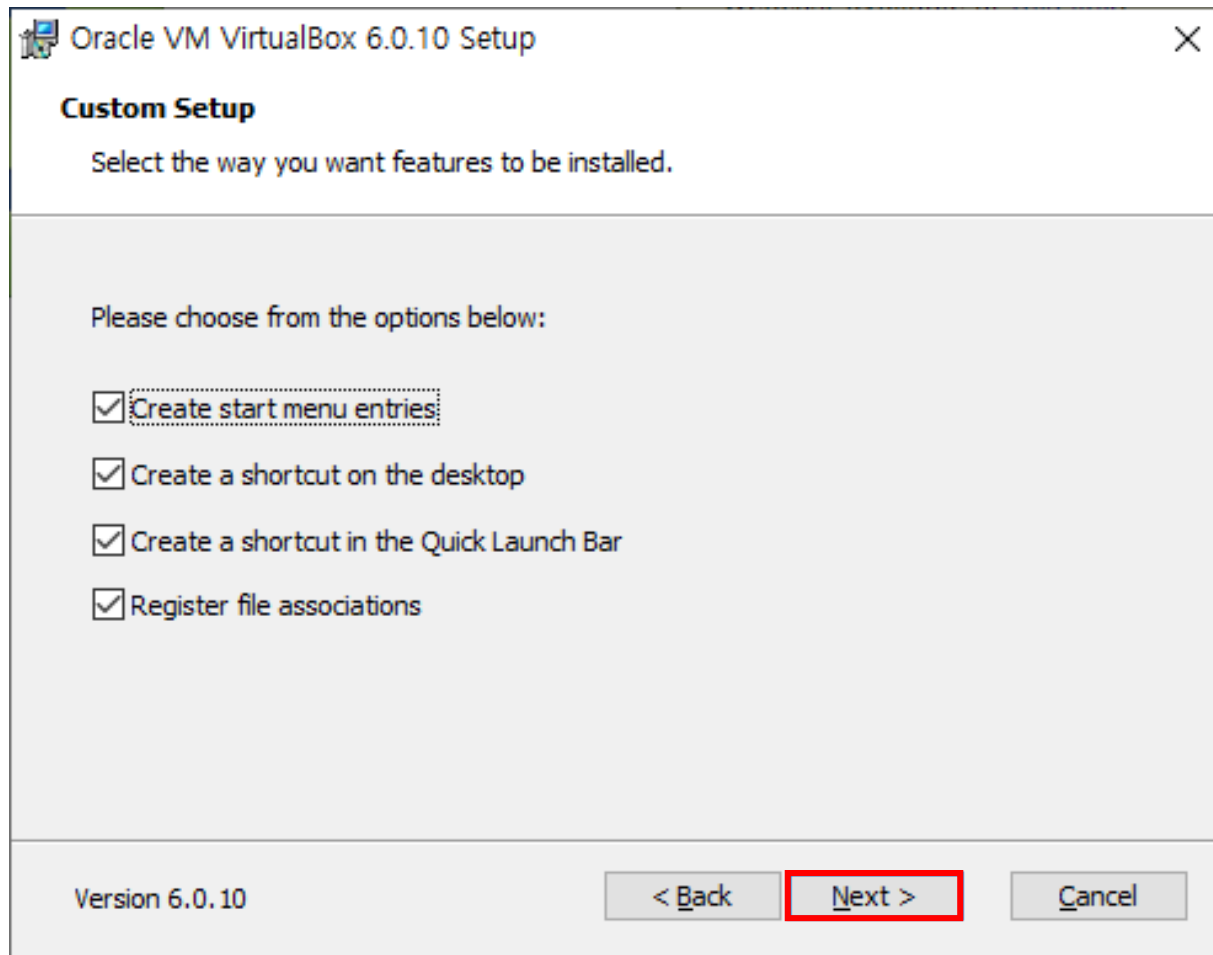 Oracle VM VirtualBox 6.0.10 Setup
Custom Setup
Select the way you want features to be installed.
Please choose from the options below:
Create start menu entries
Create a shortcut on the desktop
Create a shortcut in the Quick Launch Bar
Register file associations
Version 6.0.10
< Back
Next >
Cancel